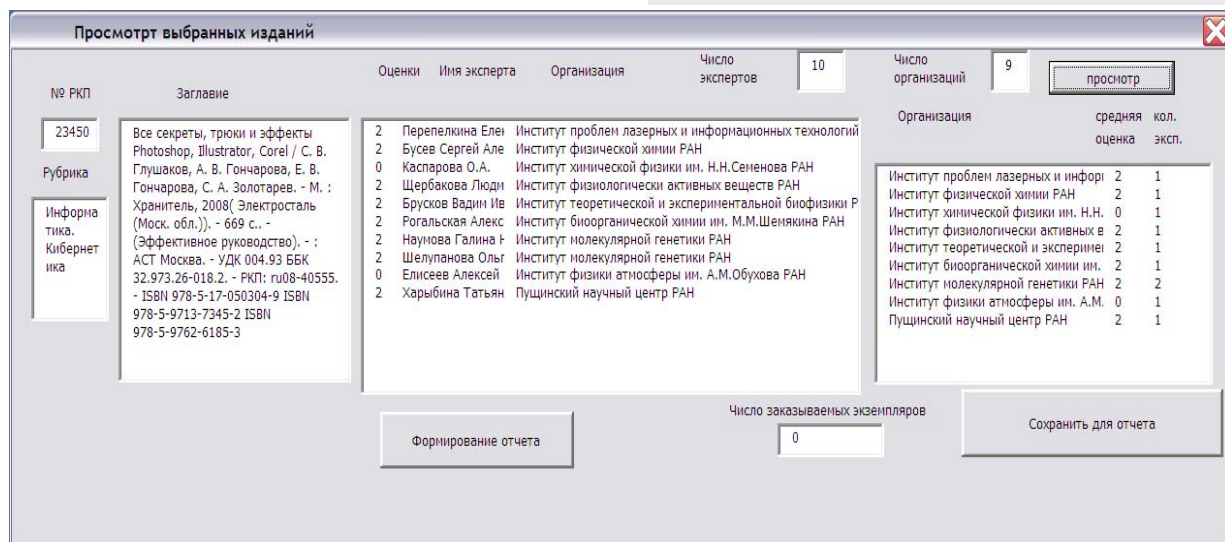 Просмотрт выбранных изданий
Оценки Имя эксперта Организация
Число экспертов
10
Число организаций
9
просмотр
№ РКП
Заглавие
Организация
средняя оценка
кол. эксп.
23450
Рубрика
Информа
тика.
Кибернет
ика
Все секреты, трюки и эффекты
Photoshop, Illustrator, Corel / С. В.
Глушаков, А. В. Гончарова, Е. В.
Гончарова, С. А. Золотарев. - М. :
Хранитель, 2008( Электросталь
(Моск. обл.)). - 669 с.. -
(Эффективное руководство). - :
АСТ Москва. - УДК 004.93 ББК
32.973.26-018.2. - РКП: ru08-40555.
- ISBN 978-5-17-050304-9 ISBN
978-5-9713-7345-2 ISBN
978-5-9762-6185-3
2 Перепелкина Елен Институт проблем лазерных и информационных технологий
2 Бусев Сергей Але Институт физической химии РАН
0 Каспарова О.А. Институт химической физики им. Н.Н.Семенова РАН
2 Щербакова Людм Институт физиологически активных веществ РАН
2 Брусков Вадим Ив Институт теоретической и экспериментальной биофизики Р
2 Рогальская Алекс Институт биоорганической химии им. М.М.Шемякина РАН
2 Наумова Галина Н Институт молекулярной генетики РАН
2 Шелупанова Ольг Институт молекулярной генетики РАН
0 Елисеев Алексей Институт физики атмосферы им. А.М.Обухова РАН
2 Харыбина Татьян Пущинский научный центр РАН
Институт проблем лазерных и инфор 2 1
Институт физической химии РАН 2 1
Институт химической физики им. Н.Н. 0 1
Институт физиологически активных в 2 1
Институт теоретической и экспериме 2 1
Институт биоорганической химии им. 2 1
Институт молекулярной генетики РАН 2 2
Институт физики атмосферы им. А.М. 0 1
Пущинский научный центр РАН 2 1
Формирование отчета
Число заказываемых экземпляров
0
Сохранить для отчета